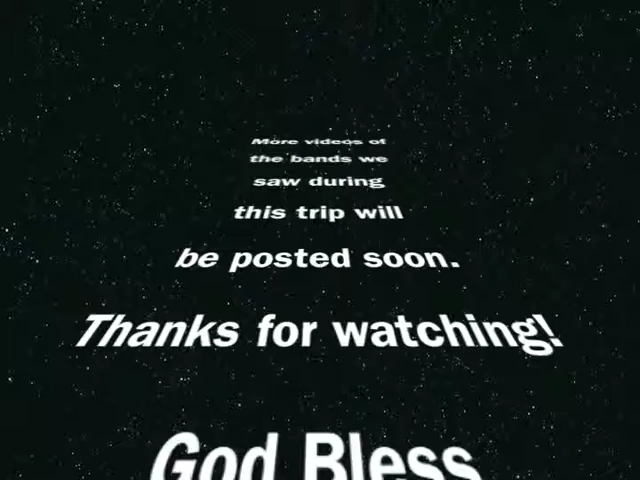 More videos of
the bands we
saw during
this trip will
be posted soon.
Thanks for watching!
God Bless